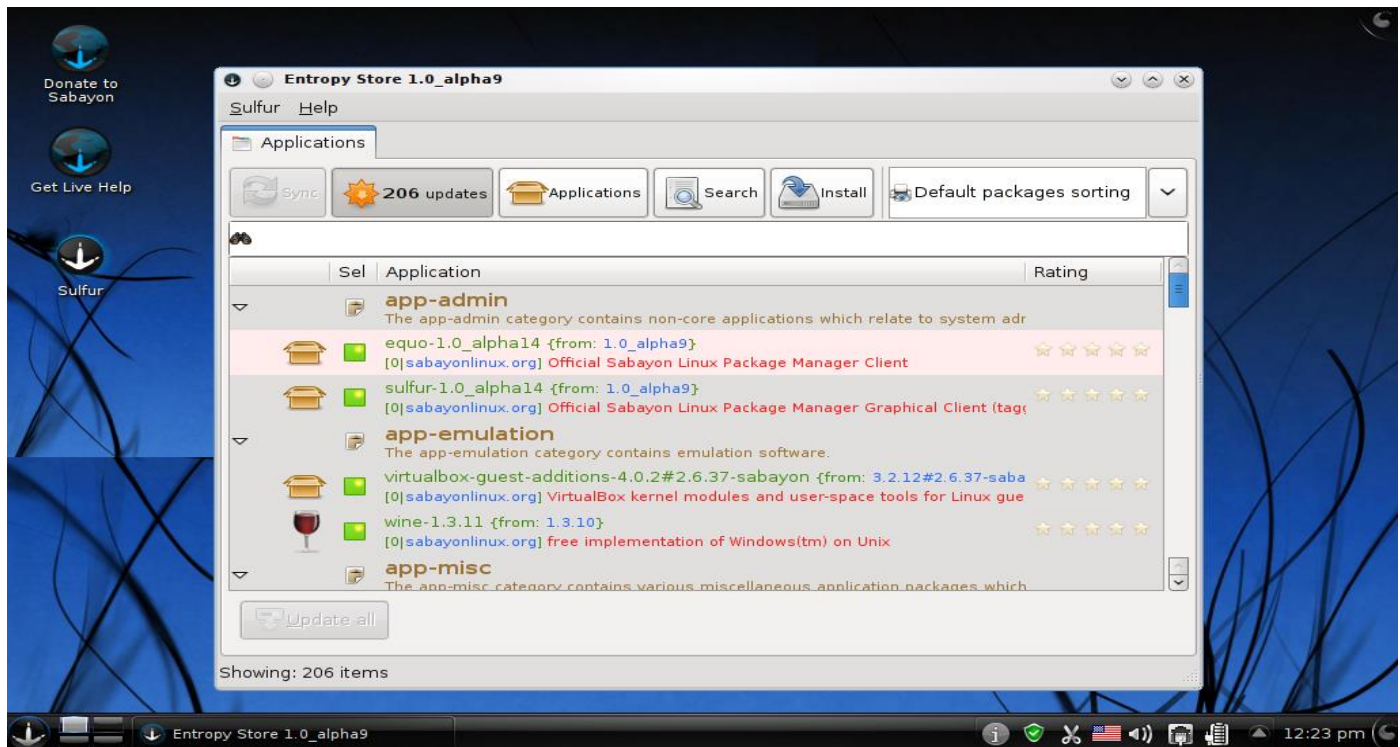 Donate to
Sabayon
Get Live Help
Sulfur
Entropy Store 1.0_alpha9
Sulfur Help
Applications
Sync 206 updates Applications Search Install Default packages sorting
Sel Application Rating
app-admin
The app-admin category contains non-core applications which relate to system adr
equo-1.0_alpha14 {from: 1.0_alpha9}
[0|sabayonlinux.org] Official Sabayon Linux Package Manager Client
sulfur-1.0_alpha14 {from: 1.0_alpha9}
[0|sabayonlinux.org] Official Sabayon Linux Package Manager Graphical Client (tagg
app-emulation
The app-emulation category contains emulation software.
virtualbox-guest-additions-4.0.2#2.6.37-sabayon {from: 3.2.12#2.6.37-saba
[0|sabayonlinux.org] VirtualBox kernel modules and user-space tools for Linux gue
wine-1.3.11 {from: 1.3.10}
[0|sabayonlinux.org] free implementation of Windows(tm) on Unix
app-misc
The app-misc category contains various miscellaneous application packages which
Update all
Showing: 206 items
Entropy Store 1.0_alpha9 12:23 pm